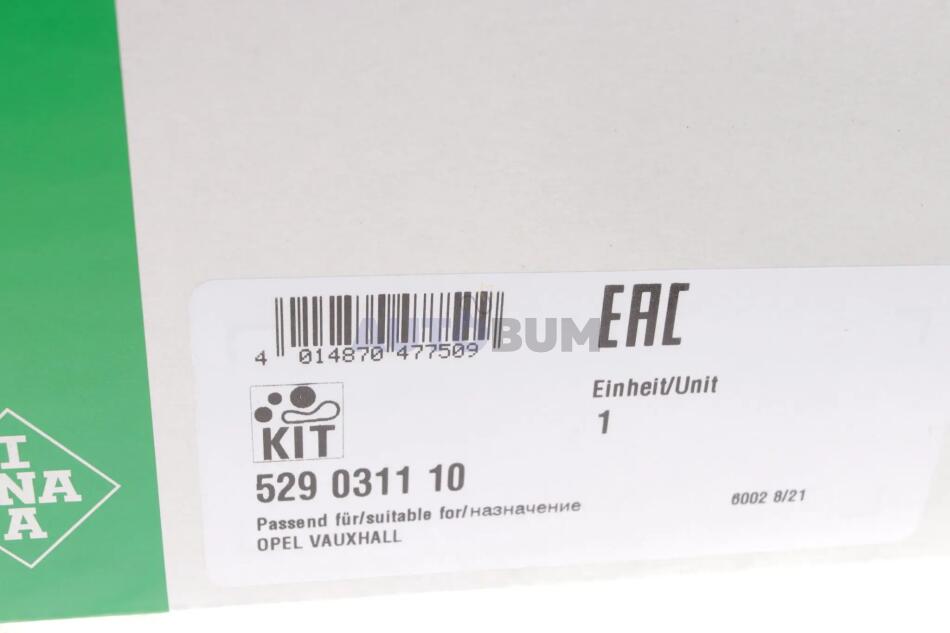 EAC
AUTOBUM
4 014870 477509
Einheit/Unit
1
KIT
529 0311 10
6002 8/21
Passend für/suitable for/назначение
OPEL VAUXHALL
I
NA
A